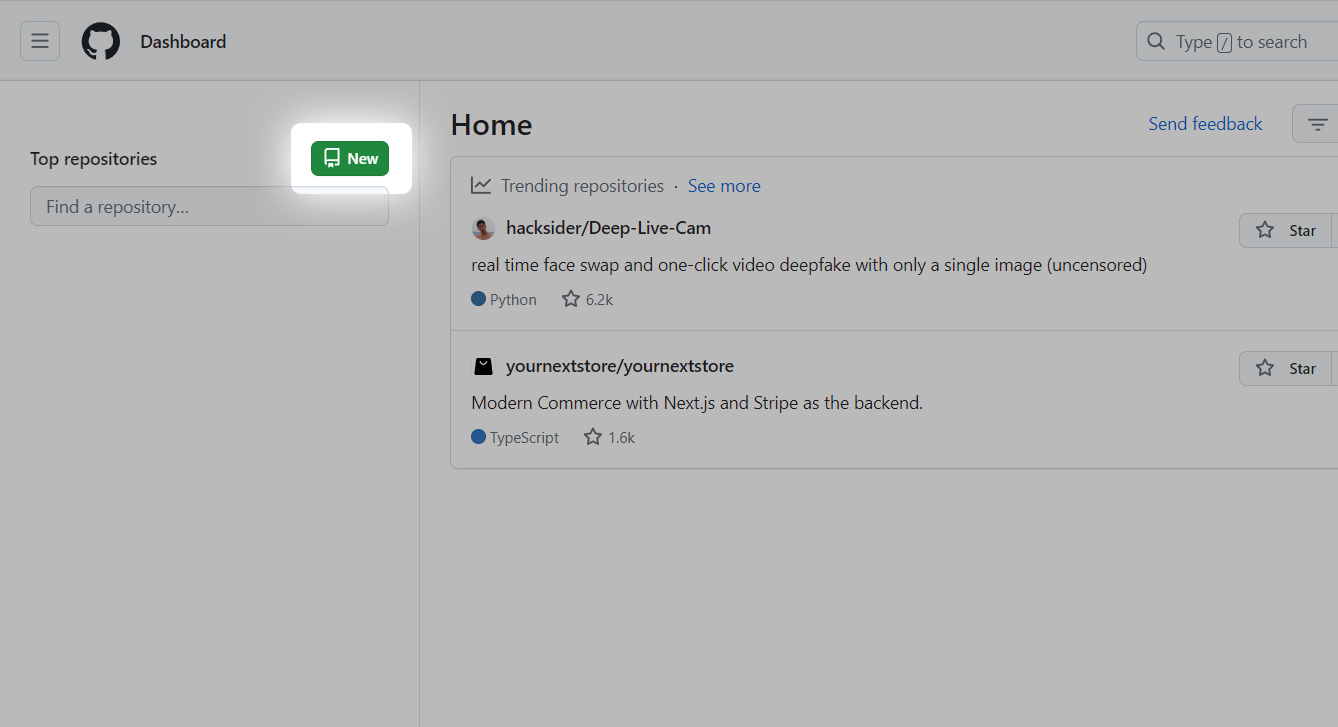 Dashboard
Type / to search
Top repositories
New
Find a repository...
Home
Send feedback
Trending repositories · See more
hacksider/Deep-Live-Cam
Star
real time face swap and one-click video deepfake with only a single image (uncensored)
Python 6.2k
yournextstore/yournextstore
Star
Modern Commerce with Next.js and Stripe as the backend.
TypeScript 1.6k